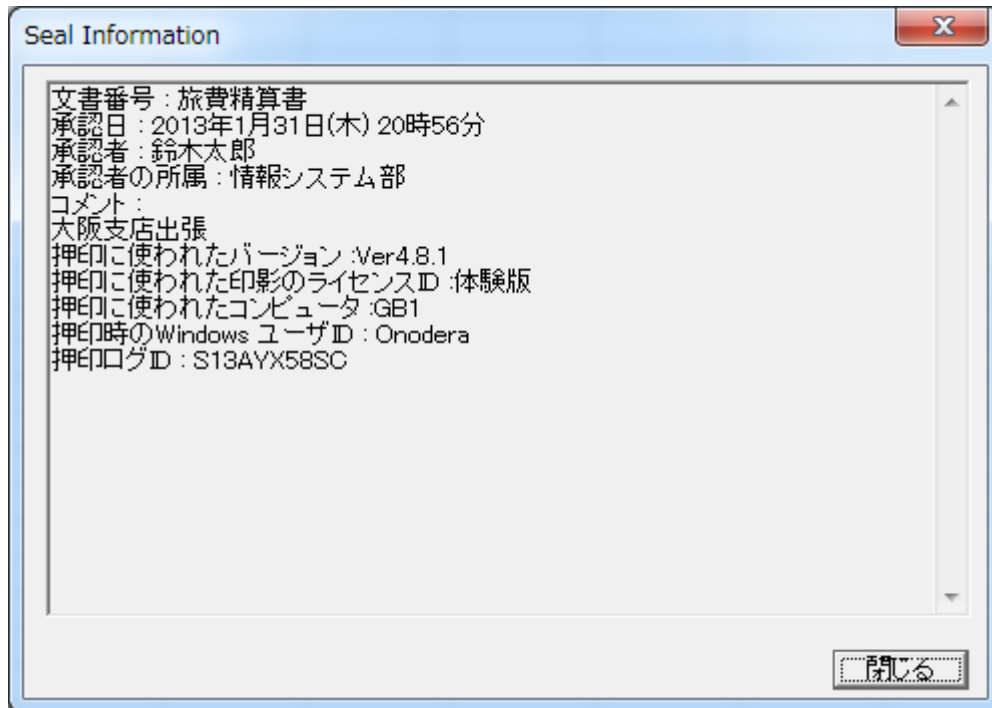 Seal Information
文書番号 : 旅費精算書
承認日 : 2013年1月31日(木) 20時56分
承認者 : 鈴木太郎
承認者の所属 : 情報システム部
コメント :
大阪支店出張
押印に使われたバージョン :Ver4.8.1
押印に使われた印影のライセンスID :体験版
押印に使われたコンピュータ :GB1
押印時のWindows ユーザID : Onodera
押印ログID : S13AYX58SC
閉じる